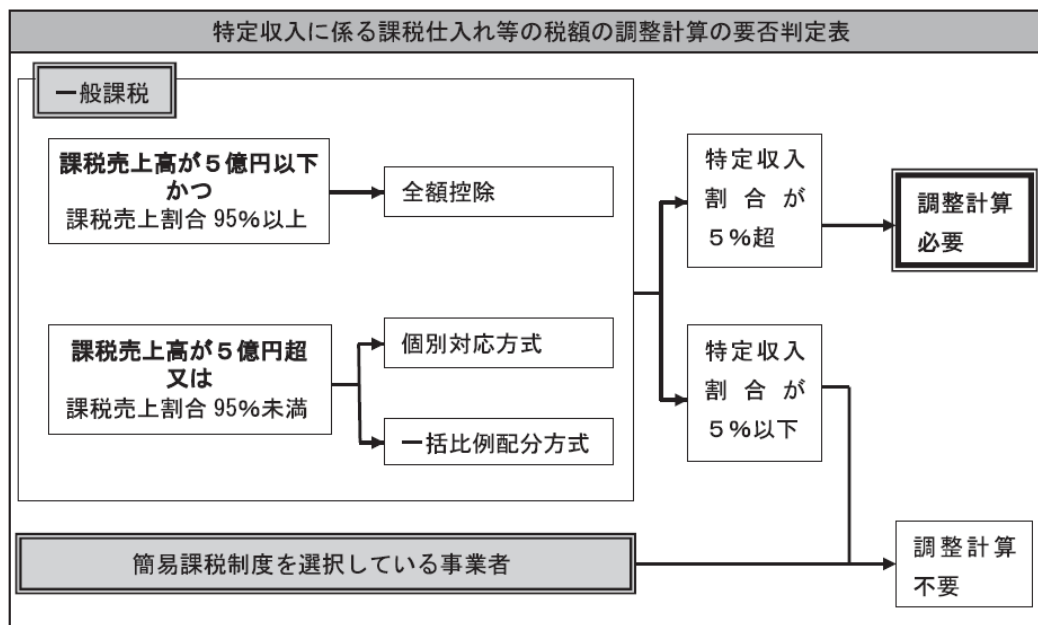 特定収入に係る課税仕入れ等の税額の調整計算の要否判定表
一般課税
課税売上高が５億円以下
かつ
課税売上割合95％以上
全額控除
課税売上高が５億円超
又は
課税売上割合95％未満
個別対応方式
一括比例配分方式
特定収入
割合が
５％超
調整計算
必要
特定収入
割合が
５％以下
簡易課税制度を選択している事業者
調整計算
不要